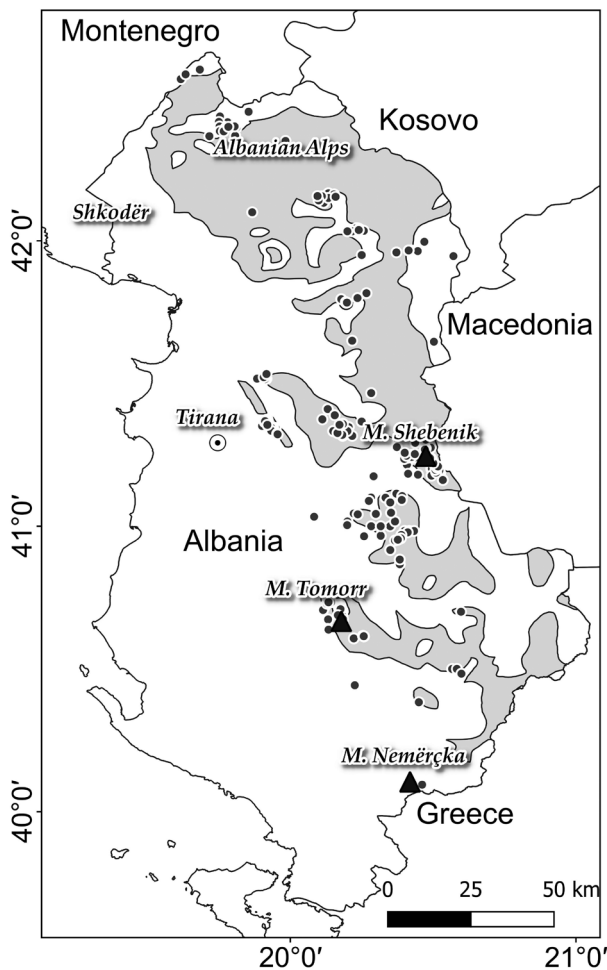 Montenegro
Kosovo
Albanian Alps
Shkodër
42°0′
Macedonia
Tirana
M. Shebenik
41°0′
Albania
M. Tomorr
M. Nemërçka
40°0′
Greece
0 25 50 km
20°0′ 21°0′